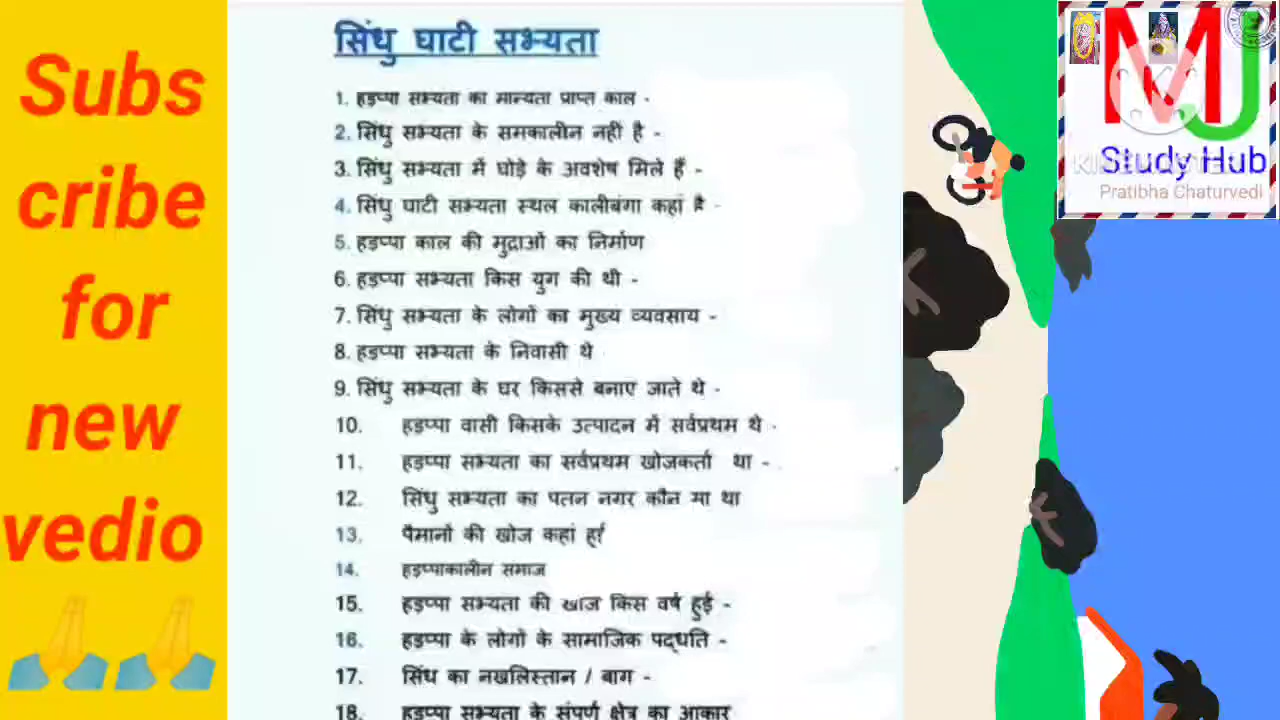 Subs
cribe
for
new
vedio
सिंधु घाटी सभ्यता
1. हड़प्पा सभ्यता का मान्यता प्राप्त काल -
2. सिंधु सभ्यता के समकालीन नहीं है -
3. सिंधु सभ्यता में घोड़े के अवशेष मिले हैं -
4. सिंधु घाटी सभ्यता स्थल कालीबंगा कहां है -
5. हड़प्पा काल की मुद्राओं का निर्माण
6. हड़प्पा सभ्यता किस युग की थी -
7. सिंधु सभ्यता के लोगों का मुख्य व्यवसाय -
8. हड़प्पा सभ्यता के निवासी थे
9. सिंधु सभ्यता के घर किससे बनाए जाते थे -
10. हड़प्पा वासी किसके उत्पादन में सर्वप्रथम थे -
11. हड़प्पा सभ्यता का सर्वप्रथम खोजकर्ता था -
12. सिंधु सभ्यता का पतन नगर कौन सा था
13. पैमानों की खोज कहां हुई
14. हड़प्पाकालीन समाज
15. हड़प्पा सभ्यता की खोज किस वर्ष हुई -
16. हड़प्पा के लोगों के सामाजिक पद्धति -
17. सिंध का नखलिस्तान / बाग -
18. हड़प्पा सभ्यता के संपूर्ण क्षेत्र का आकार
MJ
Study Hub
Pratibha Chaturvedi